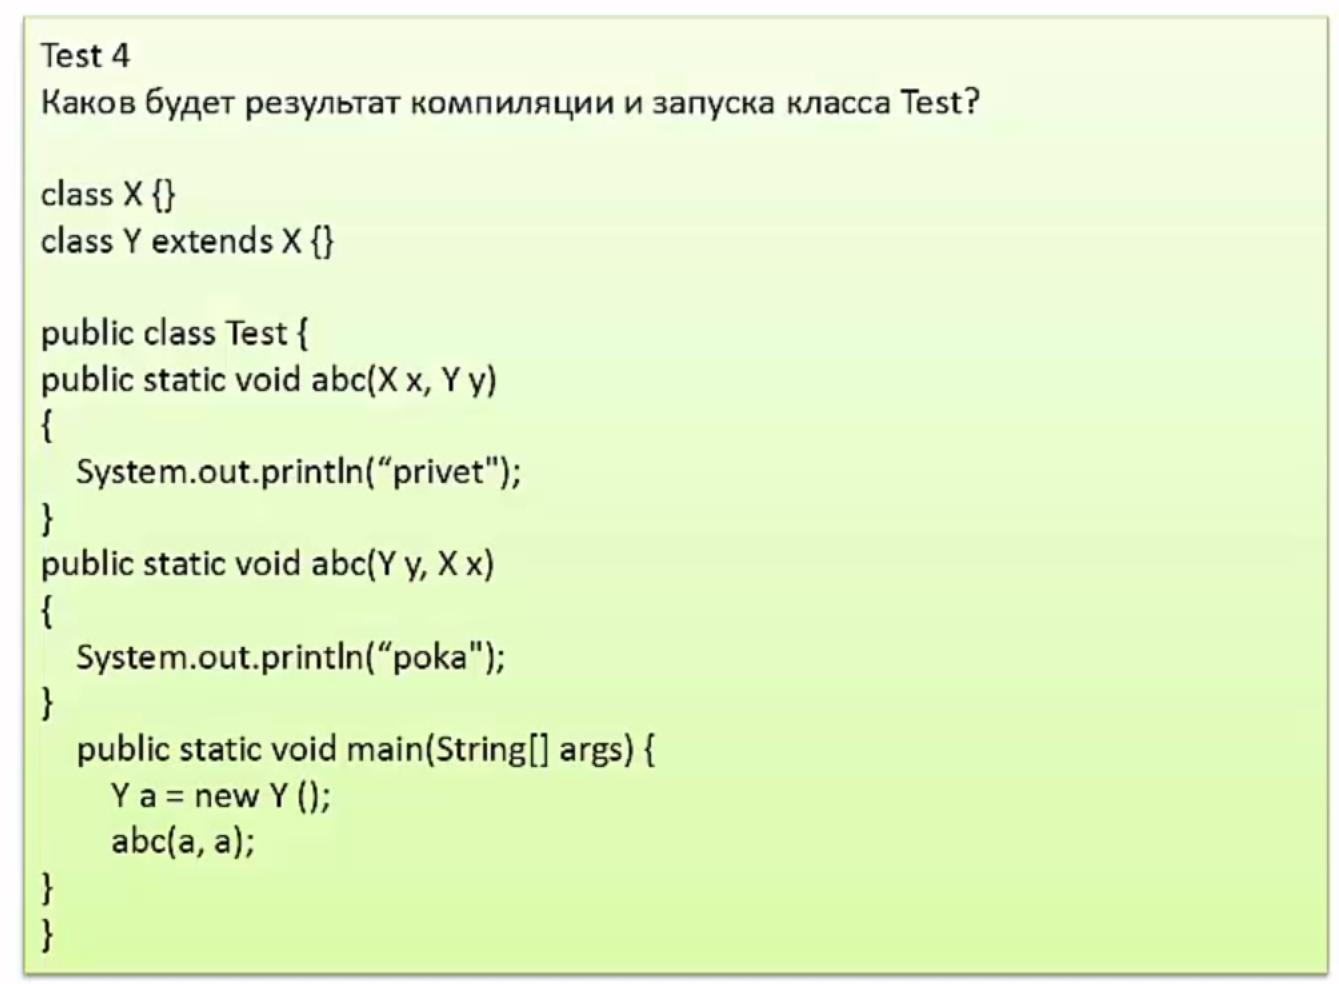 Test 4
Каков будет результат компиляции и запуска класса Test?
class X {}
class Y extends X {}
public class Test {
public static void abc(X x, Y y)
{
System.out.println(“privet");
}
public static void abc(Y y, X x)
{
System.out.println(“poka");
}
public static void main(String[] args) {
Y a = new Y ();
abc(a, a);
}
}